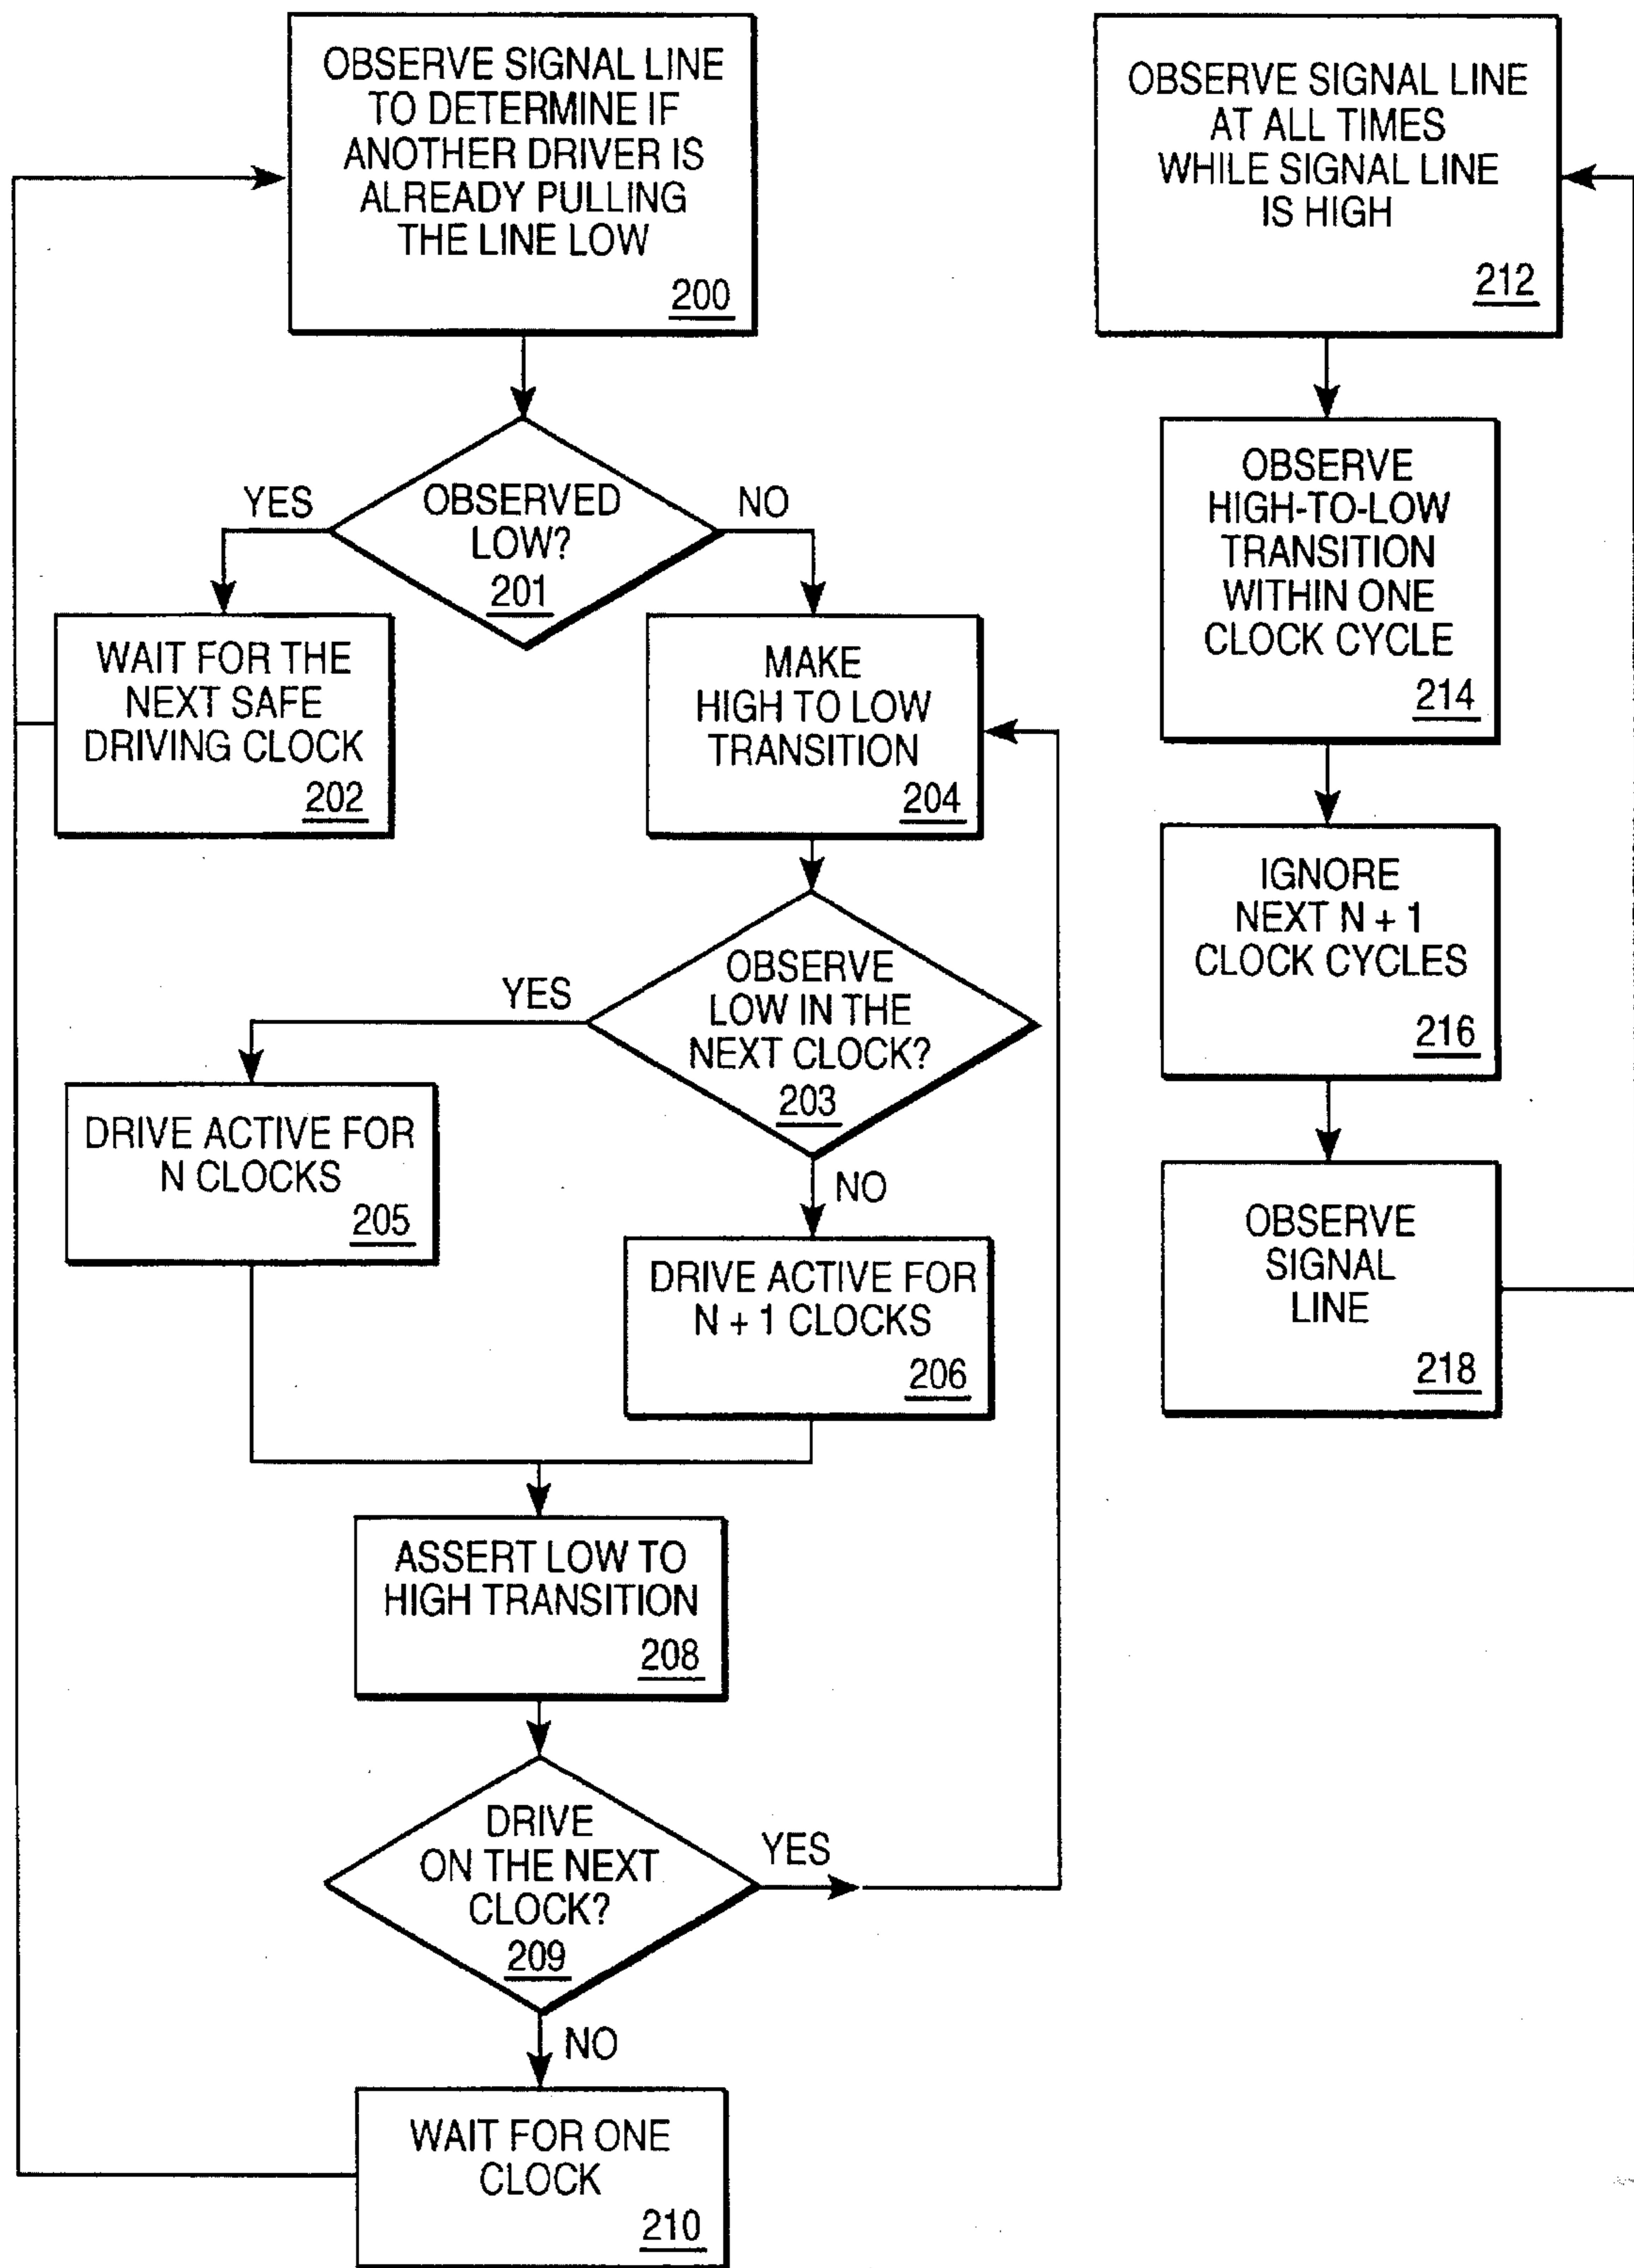 OBSERVE SIGNAL LINE
TO DETERMINE IF
ANOTHER DRIVER IS
ALREADY PULLING
THE LINE LOW
200
OBSERVED
LOW?
201
YES
NO
WAIT FOR THE
NEXT SAFE
DRIVING CLOCK
202
MAKE
HIGH TO LOW
TRANSITION
204
OBSERVE
LOW IN THE
NEXT CLOCK?
203
YES
NO
DRIVE ACTIVE FOR
N CLOCKS
205
DRIVE ACTIVE FOR
N + 1 CLOCKS
206
ASSERT LOW TO
HIGH TRANSITION
208
DRIVE
ON THE NEXT
CLOCK?
209
YES
NO
WAIT FOR ONE
CLOCK
210
OBSERVE SIGNAL LINE
AT ALL TIMES
WHILE SIGNAL LINE
IS HIGH
212
OBSERVE
HIGH-TO-LOW
TRANSITION
WITHIN ONE
CLOCK CYCLE
214
IGNORE
NEXT N + 1
CLOCK CYCLES
216
OBSERVE
SIGNAL
LINE
218